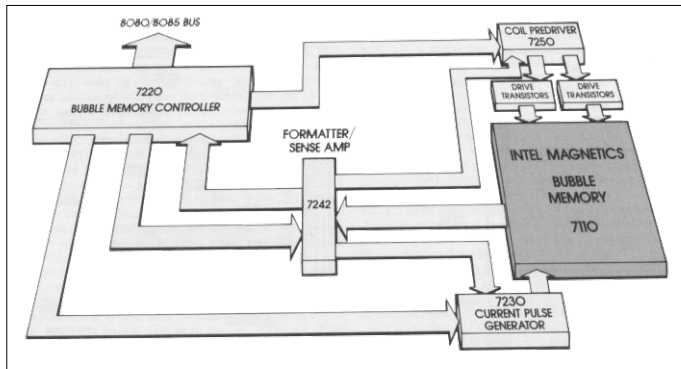 8080/8085 BUS
COIL PREDRIVER
7250
7220
BUBBLE MEMORY CONTROLLER
DRIVE
TRANSISTORS
DRIVE
TRANSISTORS
FORMATTER/
SENSE AMP
INTEL MAGNETICS
BUBBLE
MEMORY
7110
7242
7230
CURRENT PULSE
GENERATOR